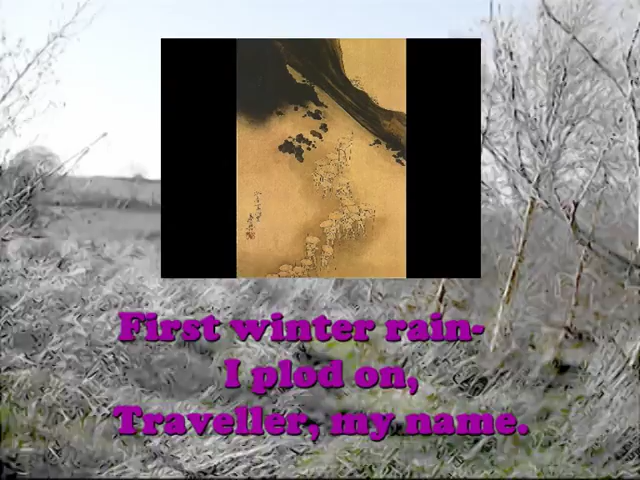 First winter rain-
I plod on,
Traveller, my name.